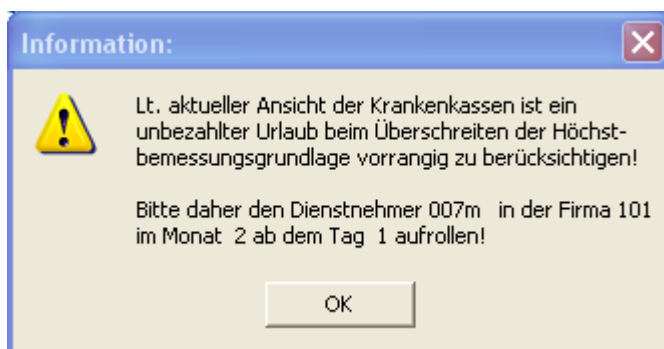 Information:
Lt. aktueller Ansicht der Krankenkassen ist ein
unbezahlter Urlaub beim Überschreiten der Höchst-
bemessungsgrundlage vorrangig zu berücksichtigen!
Bitte daher den Dienstnehmer 007m in der Firma 101
im Monat 2 ab dem Tag 1 aufrollen!
OK